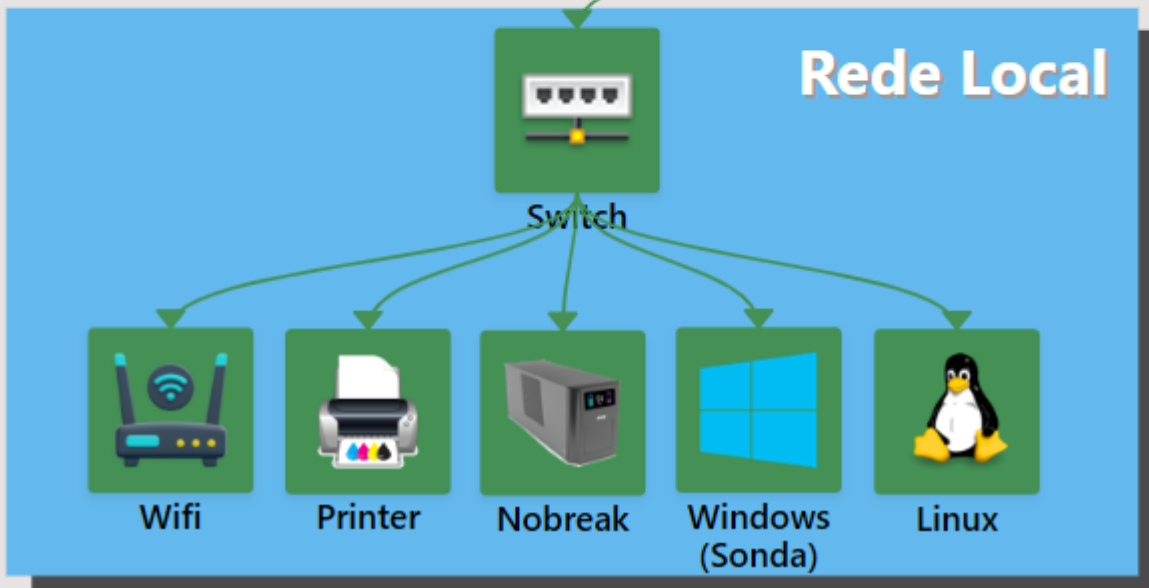 Rede Local
Switch
Wifi
Printer
Nobreak
Windows
(Sonda)
Linux